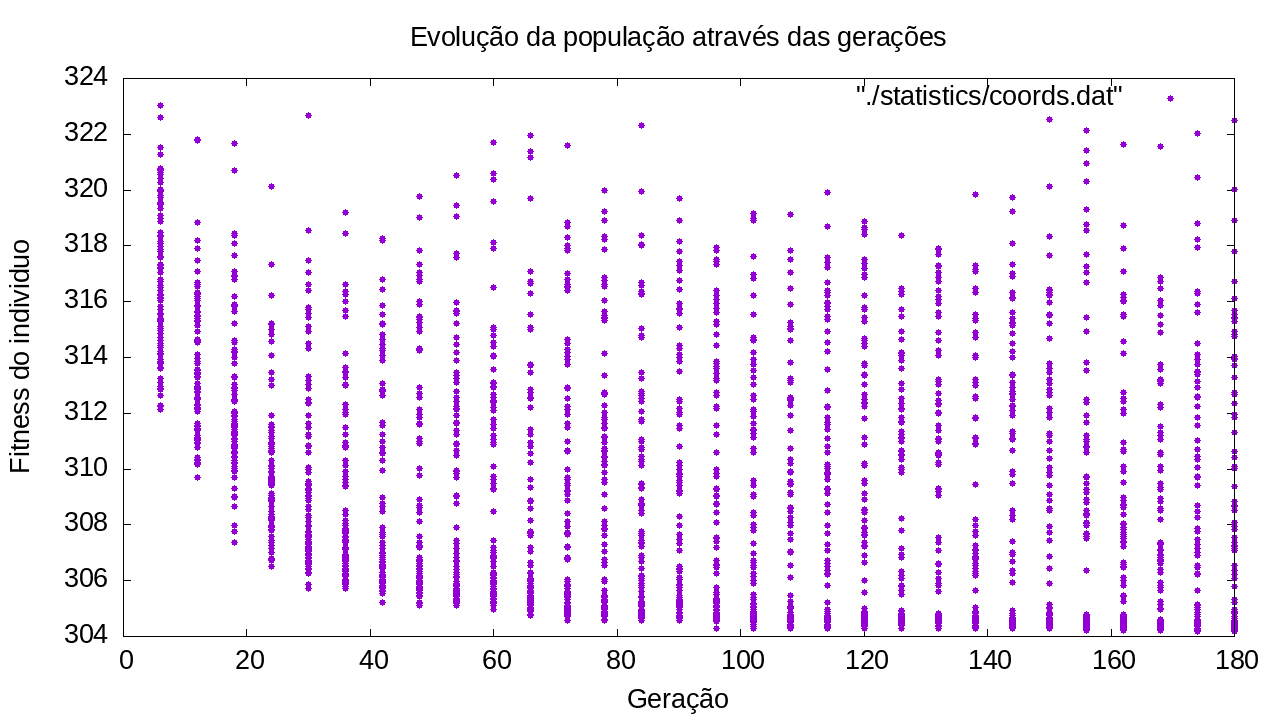 Evolução da população através das gerações
"./statistics/coords.dat"
Fitness do individuo
324
322
320
318
316
314
312
310
308
306
304
0 20 40 60 80 100 120 140 160 180
Geração